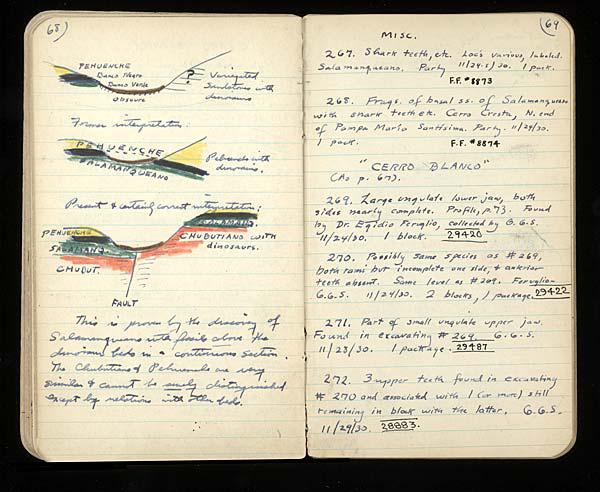 68
PEHUENCHE
Banco Negro
Banco Verde
Obscure
?
Variegated
Sandstones with
dinosaurs
Former interpretation:
PEHUENCHE
SALAMANQUEANO
Pehuench. with
dinosaurs.
Present & certainly correct interpretation:
SALAMANQ.
PEHUENCHE
CHUBUTIANO WITH
DINOSAURS.
SALAMANQ.
CHUBUT.
FAULT
This is proven by the discovery of
Salamanqueano with fossils above the
dinosaur beds in a continuous section.
The Chubutiano & Pehuenche are very
similar & cannot be surely distinguished
except by relations with other beds.
69
MISC.
267. Shark teeth, etc. Loc's various, labeled.
Salamanqueano. Party 11/29/30. 1 pack.
F.F. #8873
268. Frags. of basal ss. of Salamanqueano
with shark teeth etc. Cerro Crosta, N. end
of Pampa Maria Santisima. Party. 11/29/30.
1 pack.
F.F. #8874
"CERRO BLANCO"
(As p. 67).
269. Large ungulate lower jaw, both
sides nearly complete. Profile, p.73. Found
by Dr. Egidio Feruglio, collected by G.G.S.
11/24/30. 1 block. 29420
270. Possibly same species as #269,
both rami but incomplete one side, & anterior
teeth absent. Same level as #269. Feruglio-
G.G.S. 11/29/30. 2 blocks, 1 package. 29422
271. Part of small ungulate upper jaw.
Found in excavating #269. G.G.S.
11/28/30. 1 package. 29487
272. 3 upper teeth found in excavating
#270 and associated with 1 (or more) still
remaining in block with the latter. G.G.S.
11/29/30. 28883.